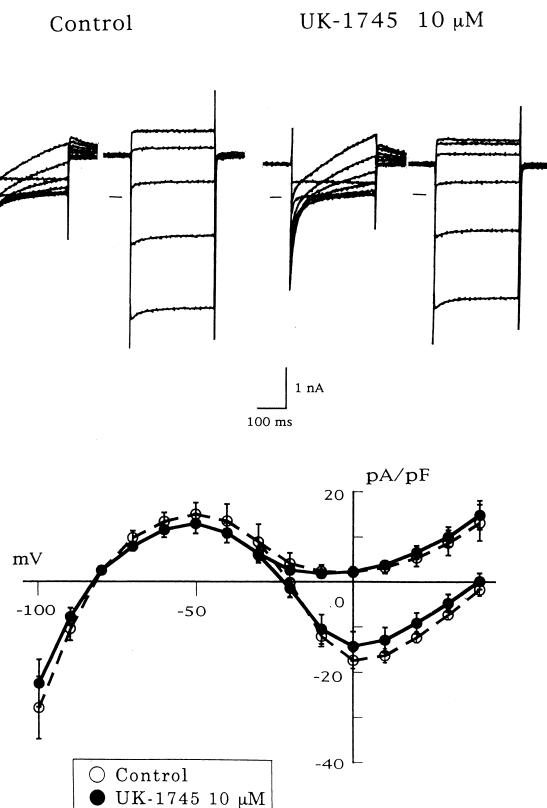 Control
UK-1745 10 µM
1 nA
100 ms
pA/pF
20
mV
-100
-50
.0
-20
-40
Control
UK-1745 10 µM